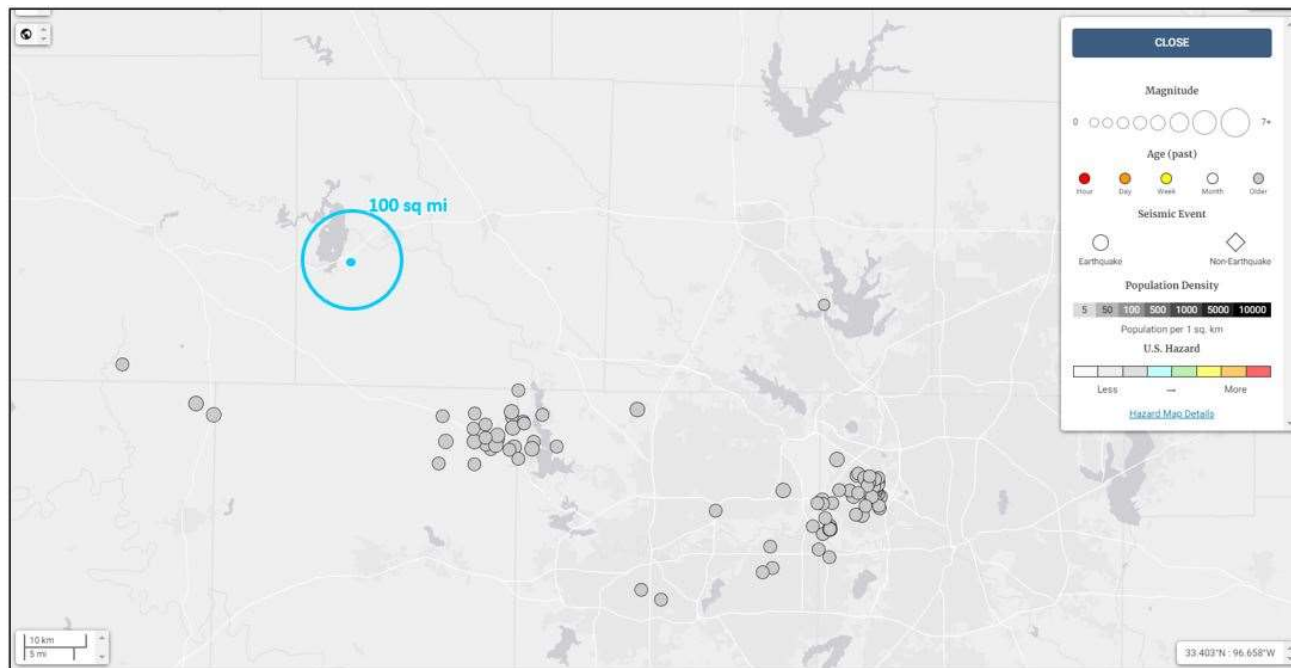 CLOSE
Magnitude
0 7+
Age (past)
Hour Day Week Month Older
Seismic Event
Earthquake Non-Earthquake
Population Density
5 50 100 500 1000 5000 10000
Population per 1 sq. km
U.S. Hazard
Less → More
Hazard Map Details
100 sq mi
10 km
5 mi
33.403°N : 96.658°W